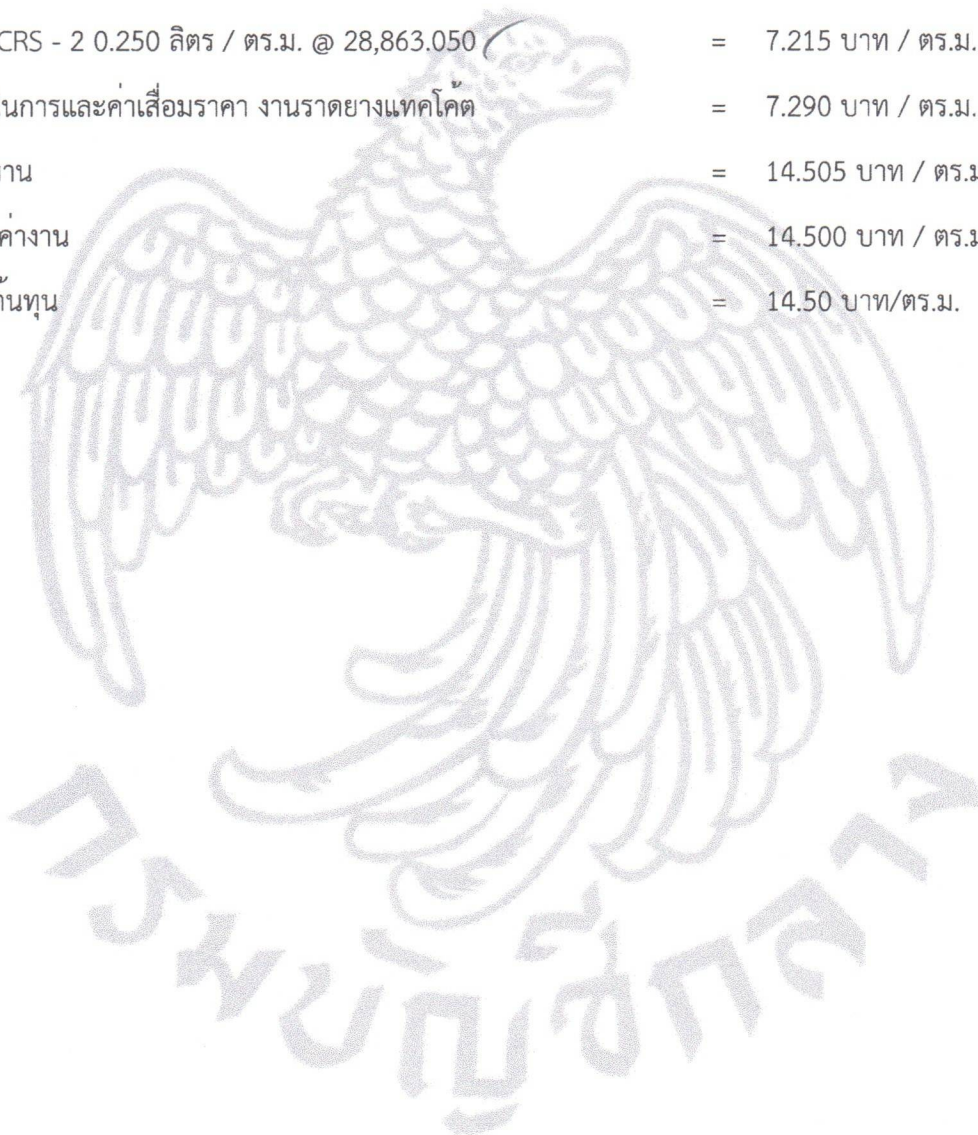 CRS - 2 0.250 ลิตร / ตร.ม. @ 28,863.050 = 7.215 บาท / ตร.ม.
นการและค่าเสื่อมราคา งานราดยางแทคโค้ต = 7.290 บาท / ตร.ม.
าน = 14.505 บาท / ตร.ม
ค่างาน = 14.500 บาท / ตร.ม
้นทุน = 14.50 บาท/ตร.ม.
กรมบัญชีกลาง